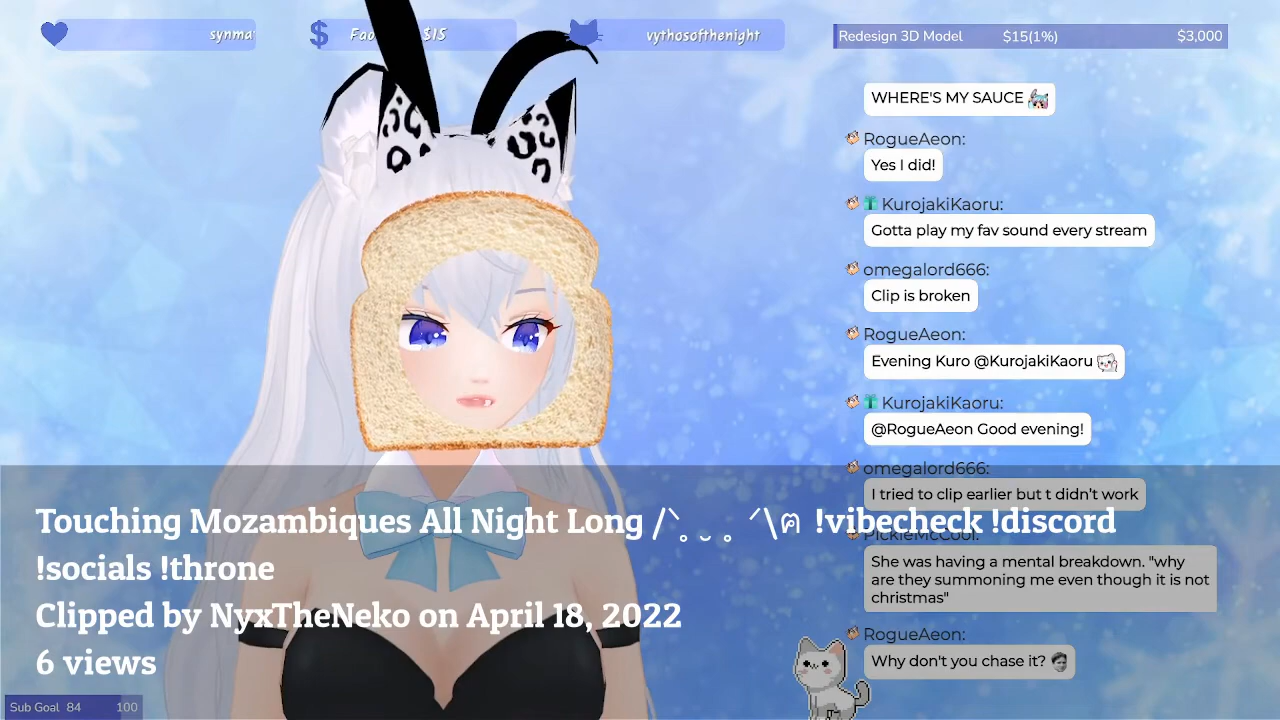 synma
Fao $15
vythosofthenight
Redesign 3D Model $15(1%) $3,000
WHERE'S MY SAUCE
RogueAeon:
Yes I did!
KurojakiKaoru:
Gotta play my fav sound every stream
omegalord666:
Clip is broken
RogueAeon:
Evening Kuro @KurojakiKaoru
KurojakiKaoru:
@RogueAeon Good evening!
omegalord666:
I tried to clip earlier but t didn't work
PickleMcCool:
She was having a mental breakdown. "why
are they summoning me even though it is not
christmas"
RogueAeon:
Why don't you chase it?
Touching Mozambiques All Night Long /ˋ｡ ˬ ｡ˊ\ฅ !vibecheck !discord
!socials !throne
Clipped by NyxTheNeko on April 18, 2022
6 views
Sub Goal 84 100